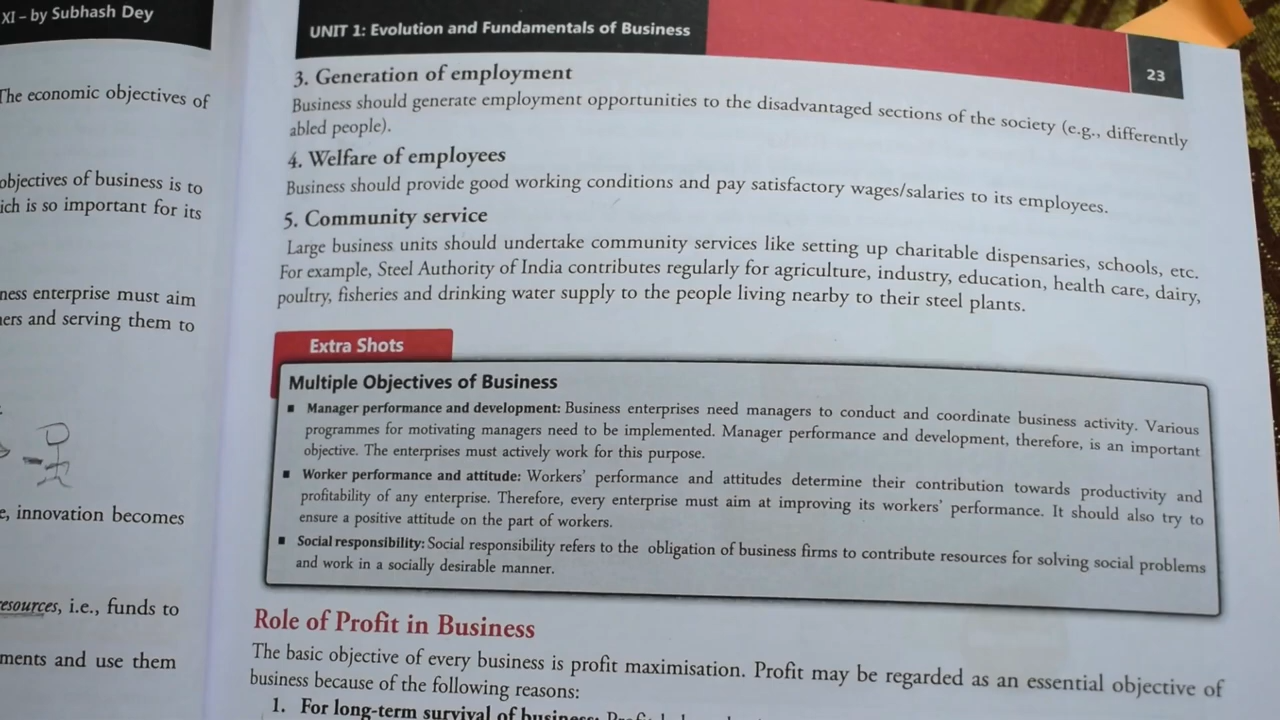 XI – by Subhash Dey
The economic objectives of
objectives of business is to
ich is so important for its
ness enterprise must aim
ers and serving them to
e, innovation becomes
esources, i.e., funds to
ments and use them
UNIT 1: Evolution and Fundamentals of Business
23
3. Generation of employment
Business should generate employment opportunities to the disadvantaged sections of the society (e.g., differently
abled people).
4. Welfare of employees
Business should provide good working conditions and pay satisfactory wages/salaries to its employees.
5. Community service
Large business units should undertake community services like setting up charitable dispensaries, schools, etc.
For example, Steel Authority of India contributes regularly for agriculture, industry, education, health care, dairy,
poultry, fisheries and drinking water supply to the people living nearby to their steel plants.
Extra Shots
Multiple Objectives of Business
▪ Manager performance and development: Business enterprises need managers to conduct and coordinate business activity. Various
programmes for motivating managers need to be implemented. Manager performance and development, therefore, is an important
objective. The enterprises must actively work for this purpose.
▪ Worker performance and attitude: Workers' performance and attitudes determine their contribution towards productivity and
profitability of any enterprise. Therefore, every enterprise must aim at improving its workers' performance. It should also try to
ensure a positive attitude on the part of workers.
▪ Social responsibility: Social responsibility refers to the obligation of business firms to contribute resources for solving social problems
and work in a socially desirable manner.
Role of Profit in Business
The basic objective of every business is profit maximisation. Profit may be regarded as an essential objective of
business because of the following reasons:
1. For long-term survival of business: